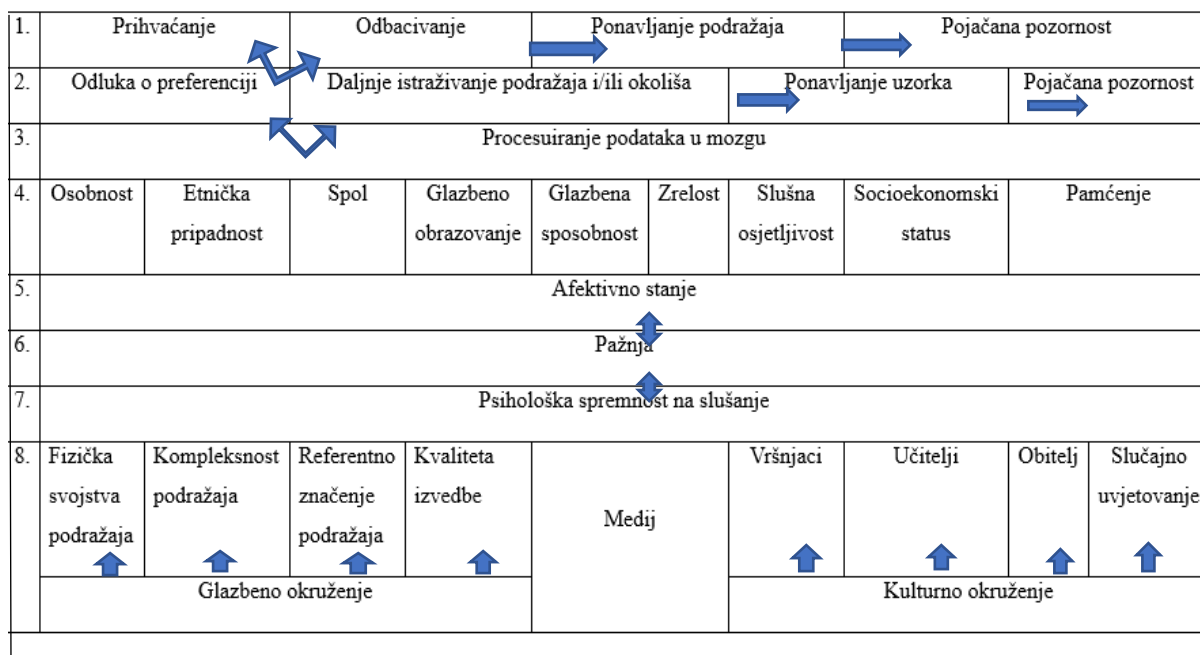 1. Prihvaćanje Odbacivanje Ponavljanje podražaja Pojačana pozornost
2. Odluka o preferenciji Daljnje istraživanje podražaja i/ili okoliša Ponavljanje uzorka Pojačana pozornost
3. Procesuiranje podataka u mozgu
4. Osobnost Etnička Spol Glazbeno Glazbena Zrelost Slušna Socioekonomski Pamćenje
pripadnost obrazovanje sposobnost osjetljivost status
5. Afektivno stanje
6. Pažnja
7. Psihološka spremnost na slušanje
8. Fizička Kompleksnost Referentno Kvaliteta Vršnjaci Učitelji Obitelj Slučajno
svojstva podražaja značenje izvedbe uvjetovanje
Medij
podražaja podražaja
Glazbeno okruženje Kulturno okruženje